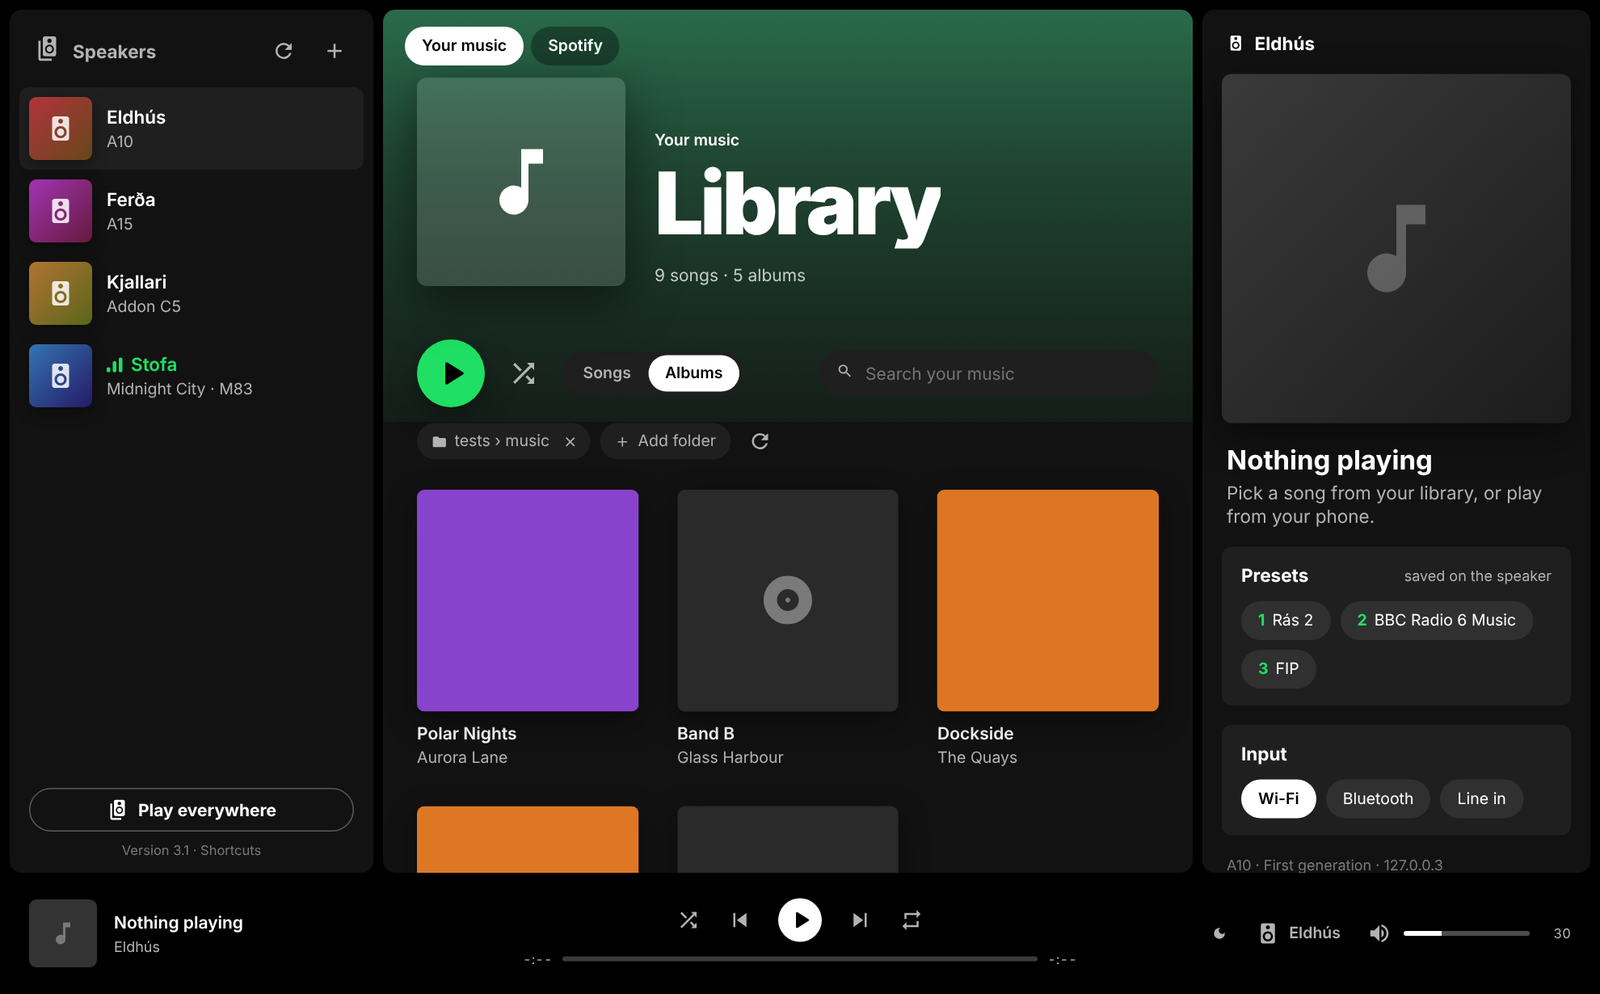 Speakers
Eldhús
A10
Ferða
A15
Kjallari
Addon C5
Stofa
Midnight City · M83
Play everywhere
Version 3.1 · Shortcuts
Your music
Spotify
Your music
Library
9 songs · 5 albums
Songs
Albums
Search your music
tests › music
Add folder
Polar Nights
Aurora Lane
Band B
Glass Harbour
Dockside
The Quays
Eldhús
Nothing playing
Pick a song from your library, or play
from your phone.
Presets
saved on the speaker
1 Rás 2
2 BBC Radio 6 Music
3 FIP
Input
Wi-Fi
Bluetooth
Line in
A10 · First generation · 127.0.0.3
Nothing playing
Eldhús
-:--
-:--
Eldhús
30